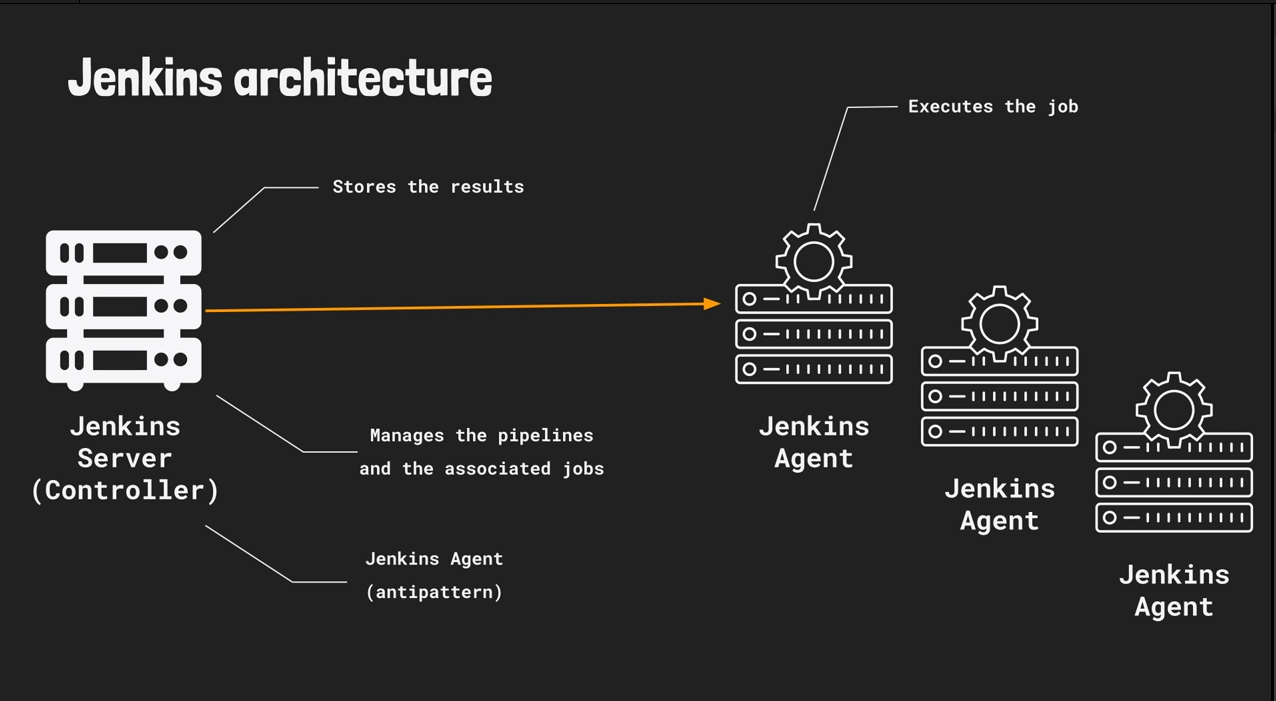 Jenkins architecture
Executes the job
Stores the results
Jenkins
Server
(Controller)
Manages the pipelines
and the associated jobs
Jenkins Agent
(antipattern)
Jenkins
Agent
Jenkins
Agent
Jenkins
Agent